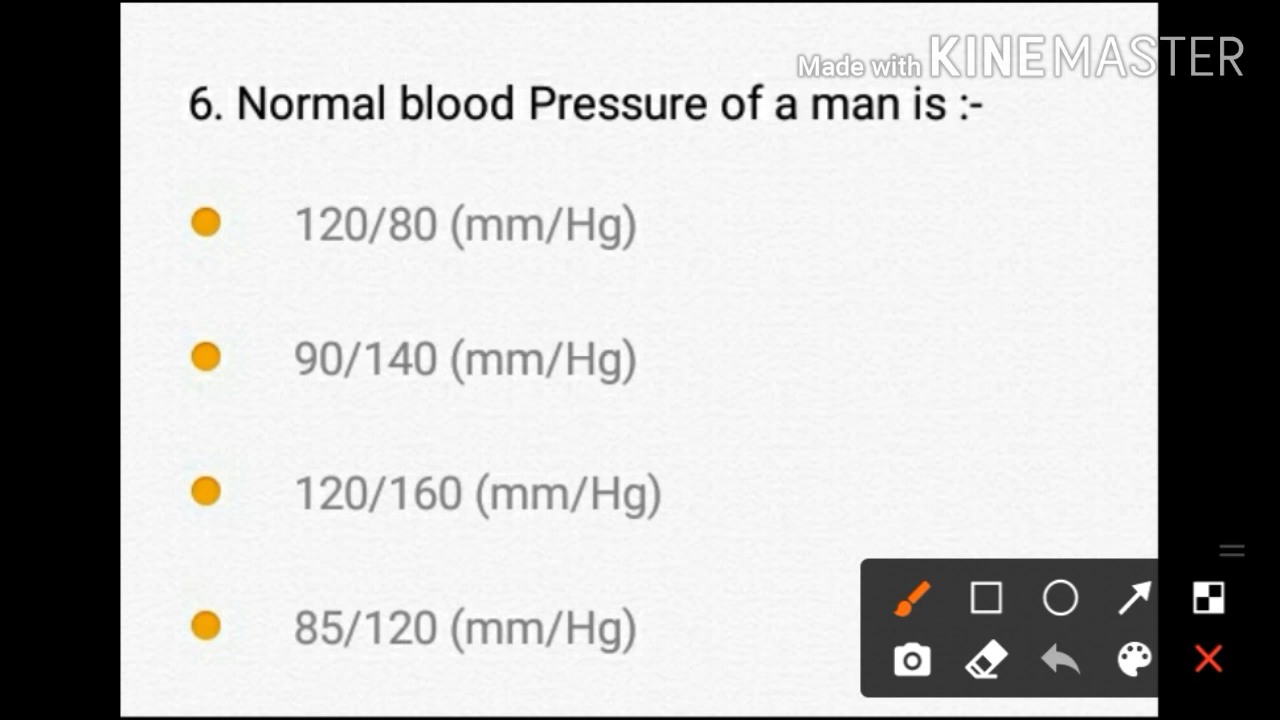 Made with KINEMASTER
6. Normal blood Pressure of a man is :-
120/80 (mm/Hg)
90/140 (mm/Hg)
120/160 (mm/Hg)
85/120 (mm/Hg)